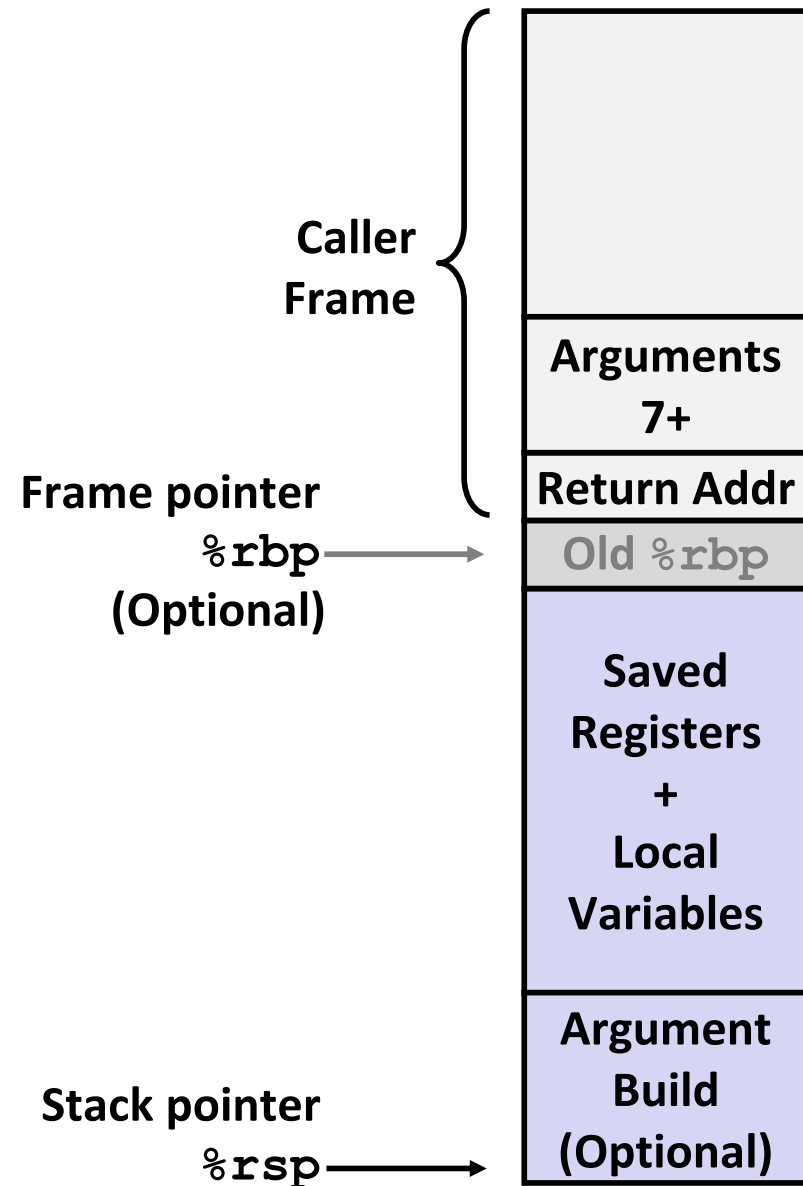 Caller
Frame
Arguments
7+
Return Addr
Frame pointer
%rbp
(Optional)
Old %rbp
Saved
Registers
+
Local
Variables
Argument
Build
(Optional)
Stack pointer
%rsp